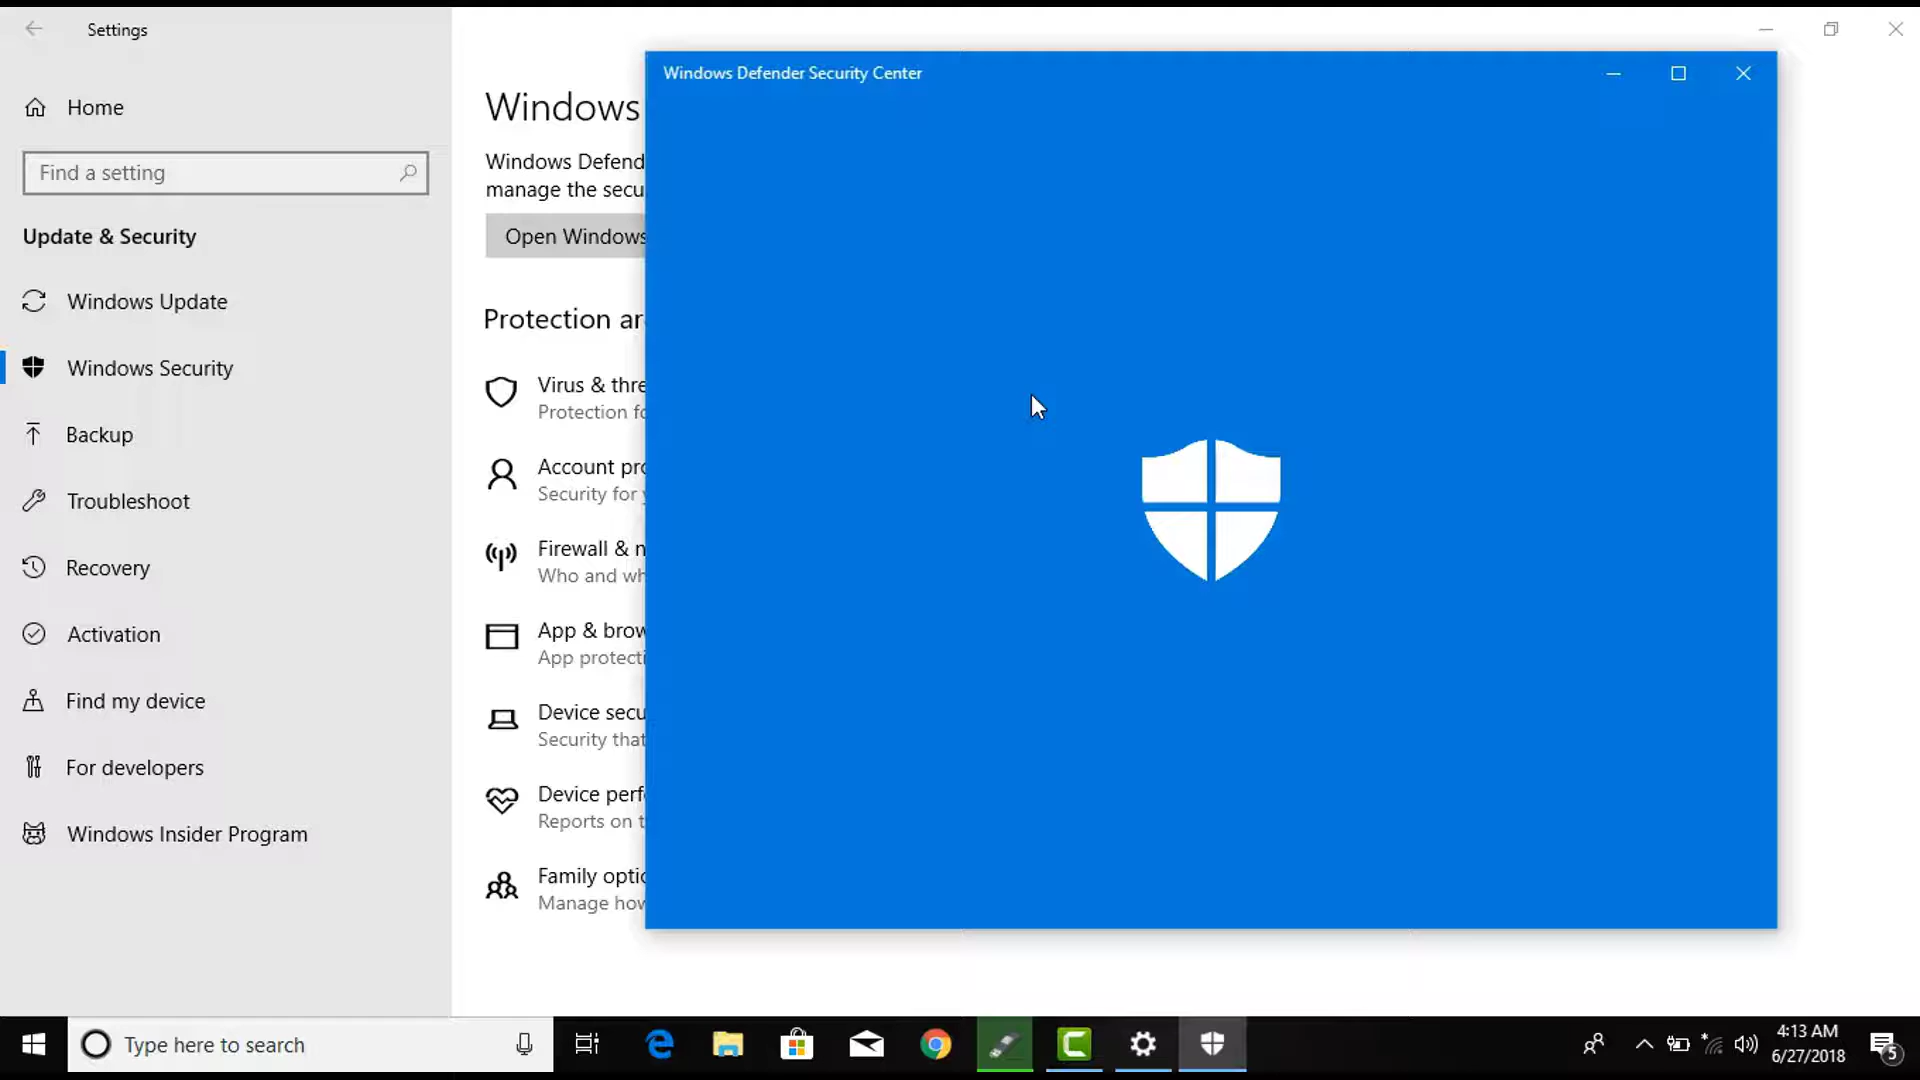 Settings
Home
Find a setting
Update & Security
Windows Update
Windows Security
Backup
Troubleshoot
Recovery
Activation
Find my device
For developers
Windows Insider Program
Windows
Windows Defend
manage the secu
Open Windows
Protection ar
Virus & thre
Protection fo
Account pro
Security for y
Firewall & n
Who and wh
App & brow
App protecti
Device secu
Security that
Device perf
Reports on t
Family optio
Manage how
Windows Defender Security Center
Type here to search
4:13 AM
6/27/2018
5